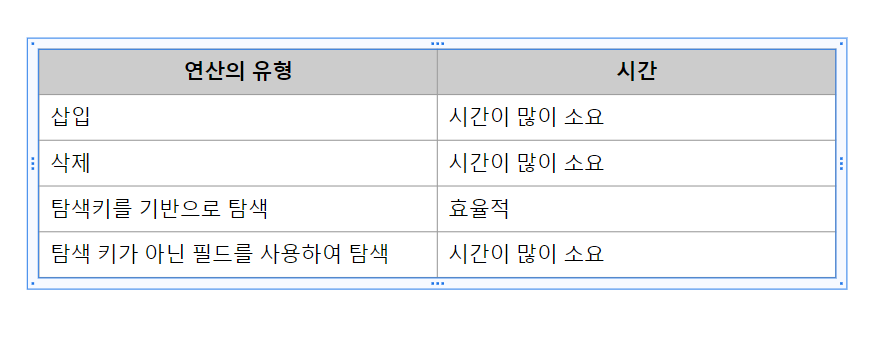 연산의 유형 시간
삽입 시간이 많이 소요
삭제 시간이 많이 소요
탐색키를 기반으로 탐색 효율적
탐색 키가 아닌 필드를 사용하여 탐색 시간이 많이 소요